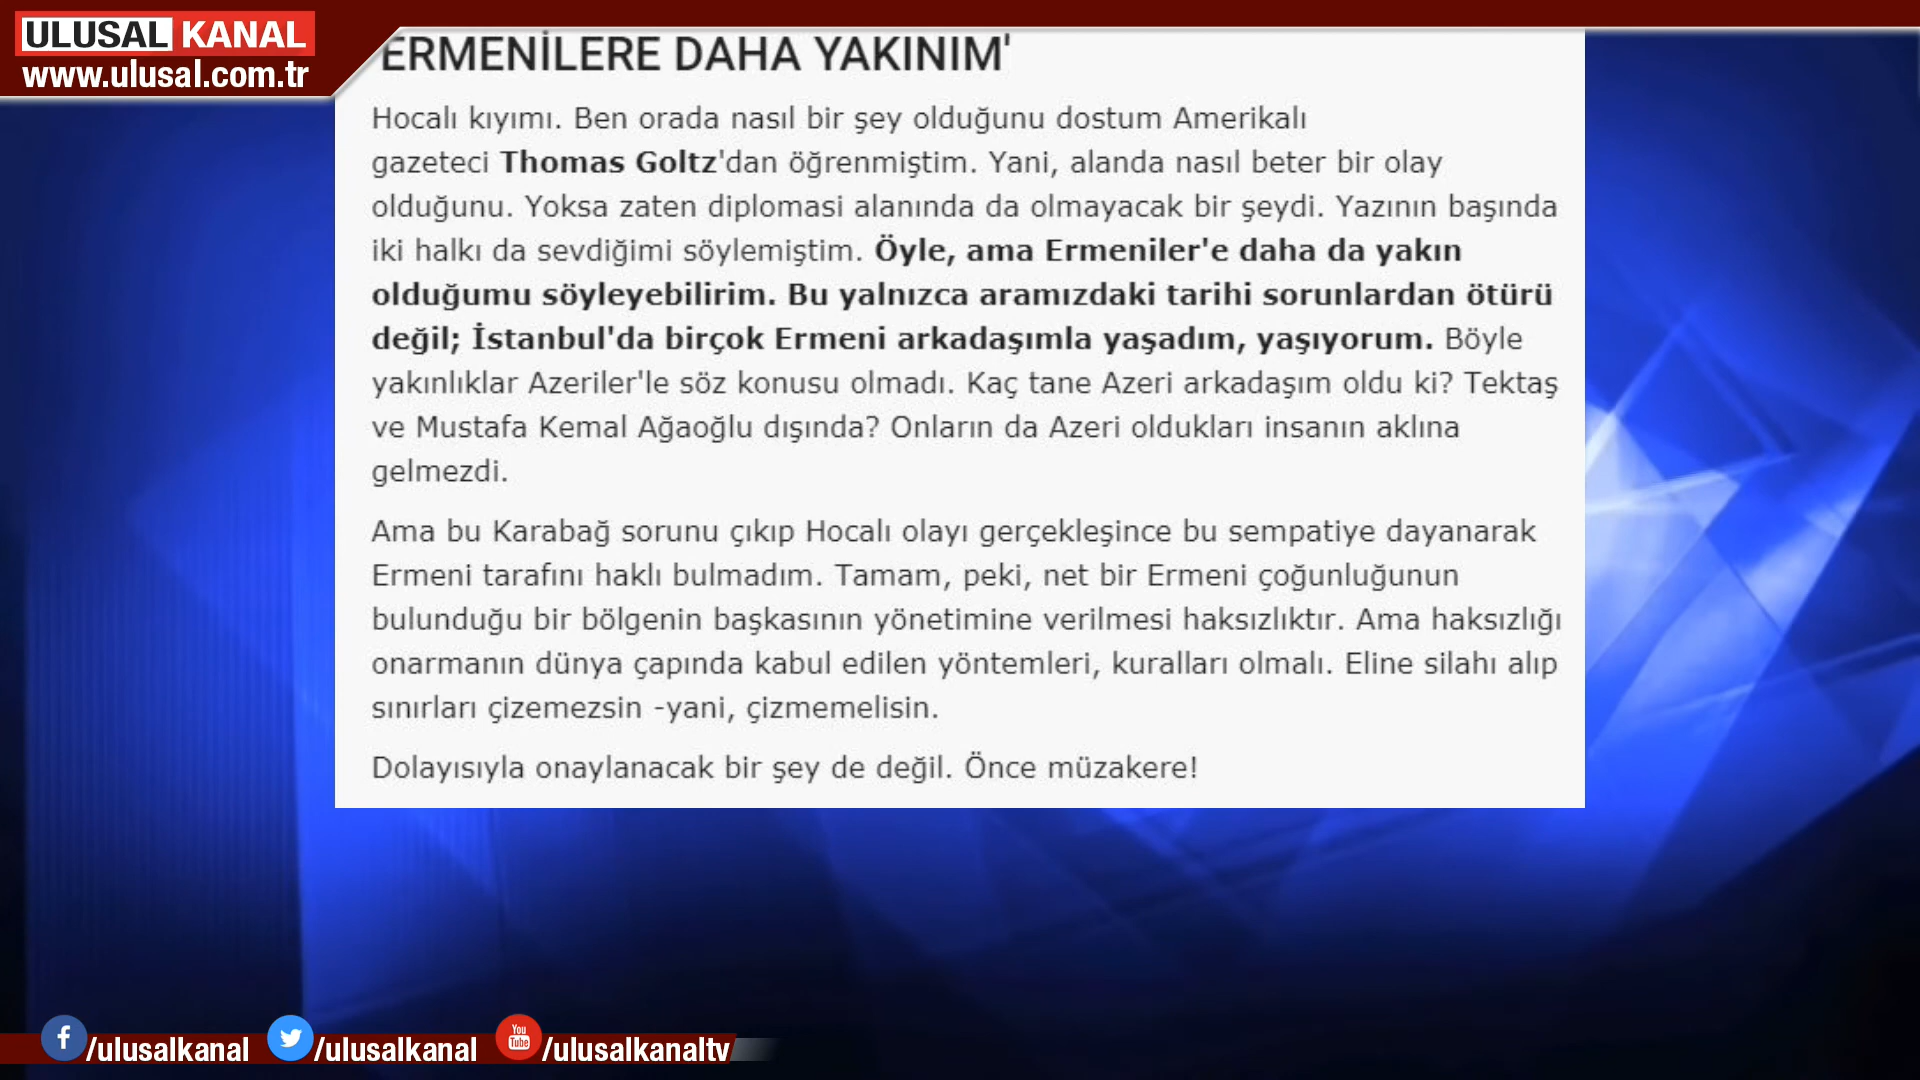 ULUSAL KANAL
www.ulusal.com.tr
ERMENİLERE DAHA YAKINIM'
Hocalı kıyımı. Ben orada nasıl bir şey olduğunu dostum Amerikalı
gazeteci Thomas Goltz'dan öğrenmiştim. Yani, alanda nasıl beter bir olay
olduğunu. Yoksa zaten diplomasi alanında da olmayacak bir şeydi. Yazının başında
iki halkı da sevdiğimi söylemiştim. Öyle, ama Ermeniler'e daha da yakın
olduğumu söyleyebilirim. Bu yalnızca aramızdaki tarihi sorunlardan ötürü
değil; İstanbul'da birçok Ermeni arkadaşımla yaşadım, yaşıyorum. Böyle
yakınlıklar Azeriler'le söz konusu olmadı. Kaç tane Azeri arkadaşım oldu ki? Tektaş
ve Mustafa Kemal Ağaoğlu dışında? Onların da Azeri oldukları insanın aklına
gelmezdi.
Ama bu Karabağ sorunu çıkıp Hocalı olayı gerçekleşince bu sempatiye dayanarak
Ermeni tarafını haklı bulmadım. Tamam, peki, net bir Ermeni çoğunluğunun
bulunduğu bir bölgenin başkasının yönetimine verilmesi haksızlıktır. Ama haksızlığı
onarmanın dünya çapında kabul edilen yöntemleri, kuralları olmalı. Eline silahı alıp
sınırları çizemezsin -yani, çizmemelisin.
Dolayısıyla onaylanacak bir şey de değil. Önce müzakere!
/ulusalkanal
/ulusalkanal
You Tube
/ulusalkanaltv